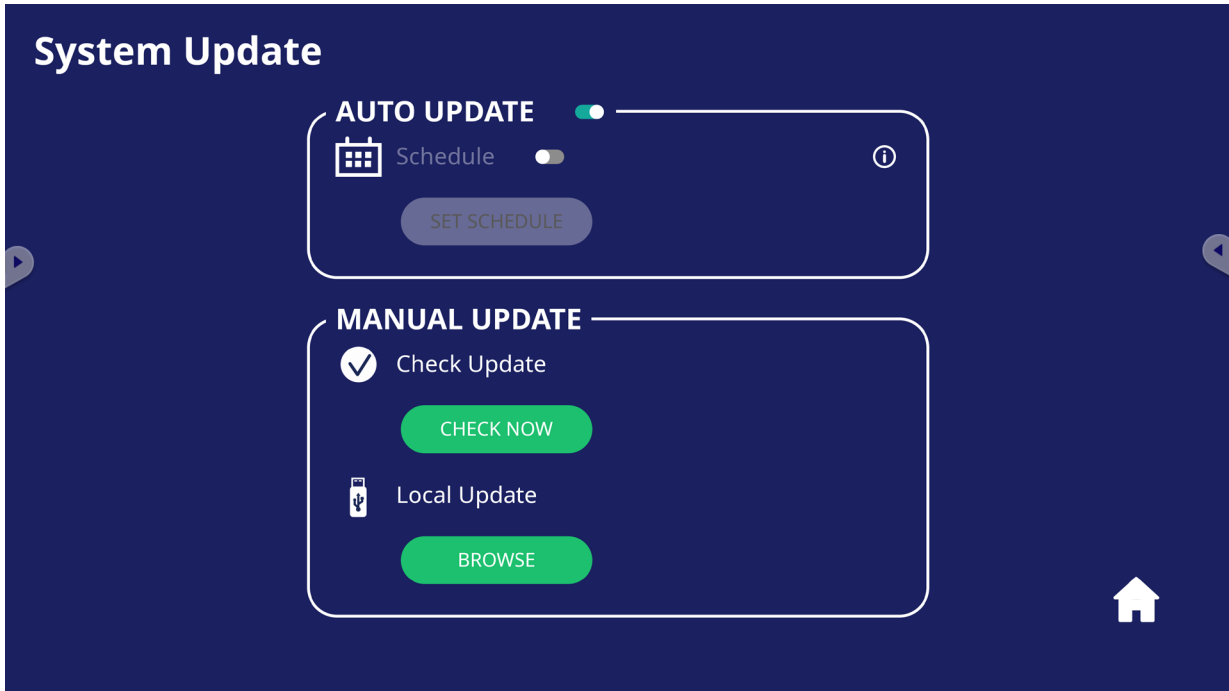 System Update
AUTO UPDATE
Schedule
SET SCHEDULE
MANUAL UPDATE
Check Update
CHECK NOW
Local Update
BROWSE